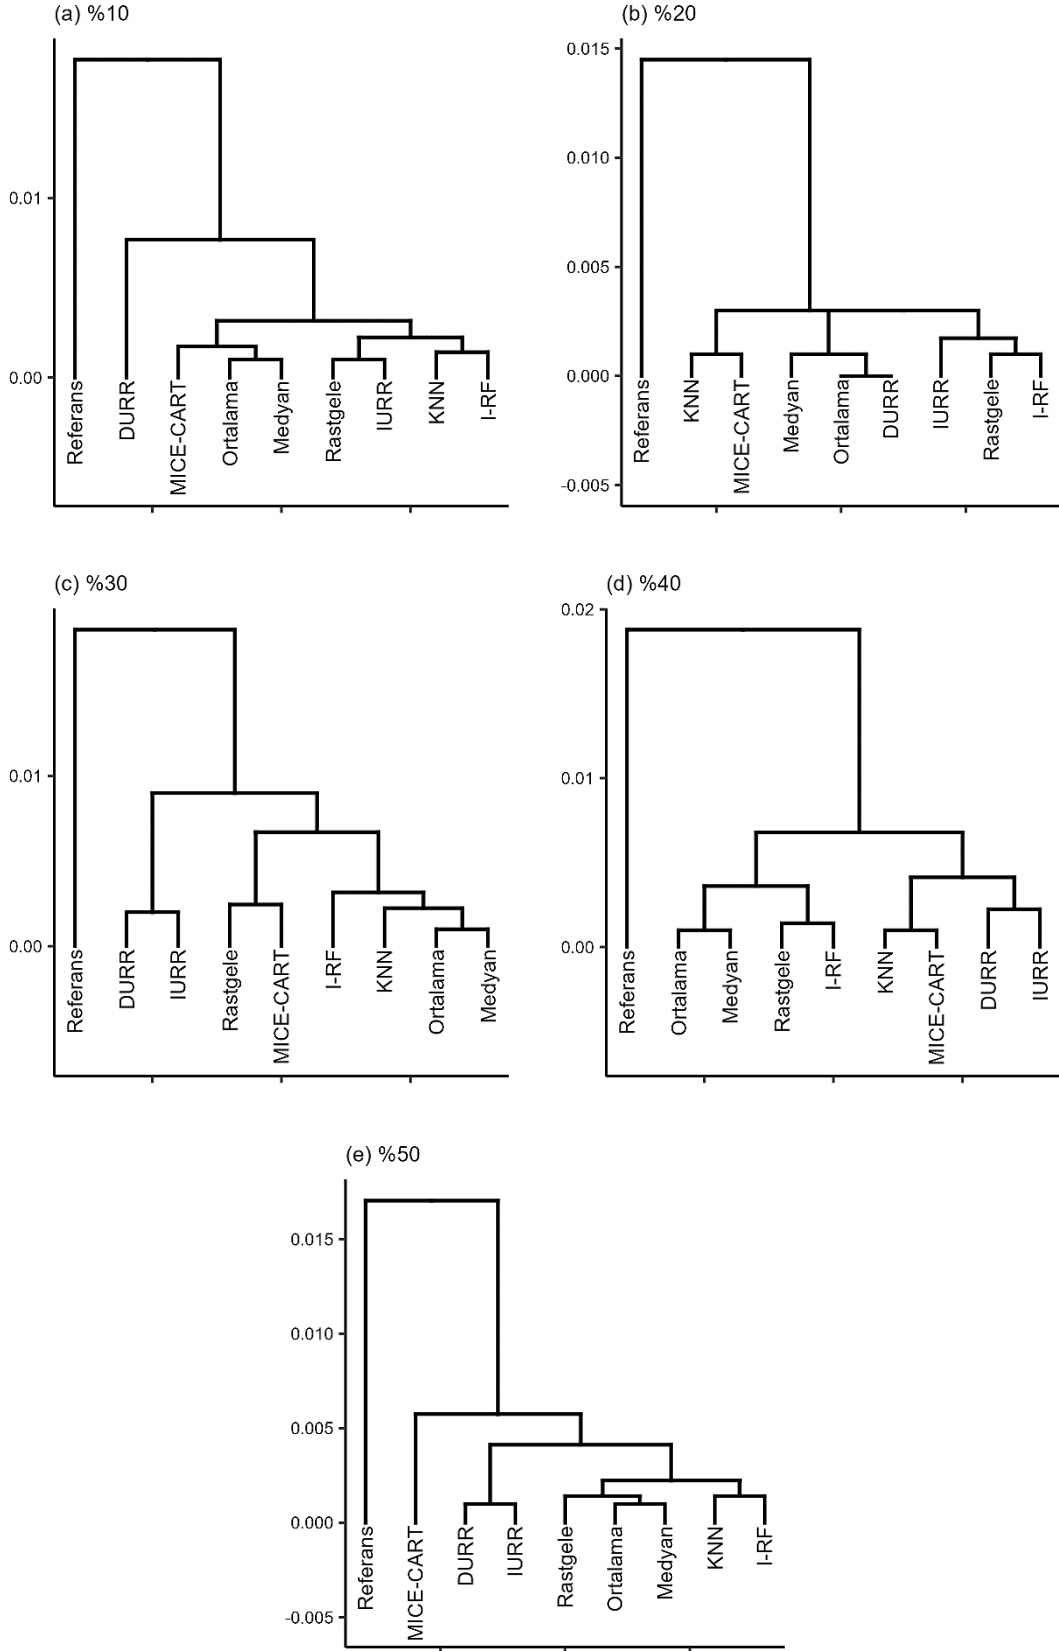 (a) %10
0.01
0.00
Referans
DURR
MICE-CART
Ortalama
Medyan
Rastgele
IURR
KNN
I-RF
(b) %20
0.015
0.010
0.005
0.000
-0.005
Referans
KNN
MICE-CART
Medyan
Ortalama
DURR
IURR
Rastgele
I-RF
(c) %30
0.01
0.00
Referans
DURR
IURR
Rastgele
MICE-CART
I-RF
KNN
Ortalama
Medyan
(d) %40
0.02
0.01
0.00
Referans
Ortalama
Medyan
Rastgele
I-RF
KNN
MICE-CART
DURR
IURR
(e) %50
0.015
0.010
0.005
0.000
-0.005
Referans
MICE-CART
DURR
IURR
Rastgele
Ortalama
Medyan
KNN
I-RF